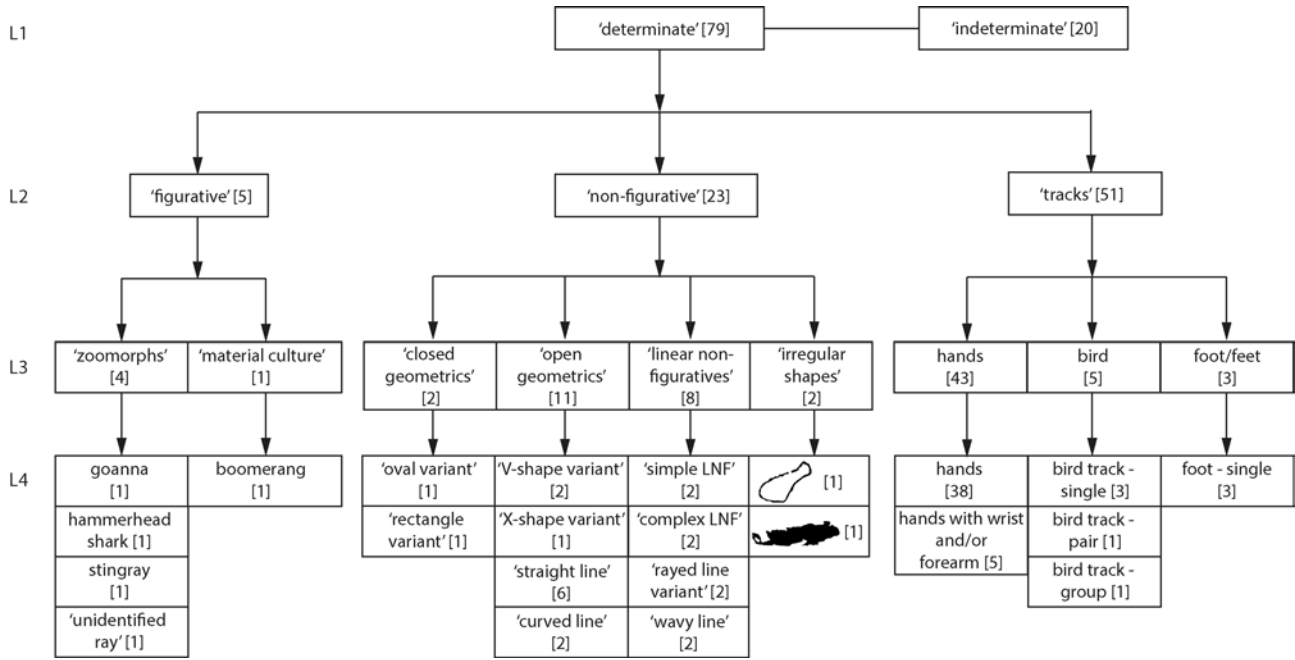 L1
‘determinate’ [79]
‘indeterminate’ [20]
L2
‘figurative’ [5]
‘non-figurative’ [23]
‘tracks’ [51]
L3
‘zoomorphs’
[4]
‘material culture’
[1]
‘closed
geometrics’
[2]
‘open
geometrics’
[11]
‘linear non-
figuratives’
[8]
‘irregular
shapes’
[2]
hands
[43]
bird
[5]
foot/feet
[3]
L4
goanna
[1]
hammerhead
shark [1]
stingray
[1]
‘unidentified
ray’ [1]
boomerang
[1]
‘oval variant’
[1]
‘rectangle
variant’ [1]
‘V-shape variant’
[2]
‘X-shape variant’
[1]
‘straight line’
[6]
‘curved line’
[2]
‘simple LNF’
[2]
‘complex LNF’
[2]
‘rayed line
variant’ [2]
‘wavy line’
[2]
[1]
[1]
hands
[38]
hands with wrist
and/or
forearm [5]
bird track -
single [3]
bird track -
pair [1]
bird track -
group [1]
foot - single
[3]